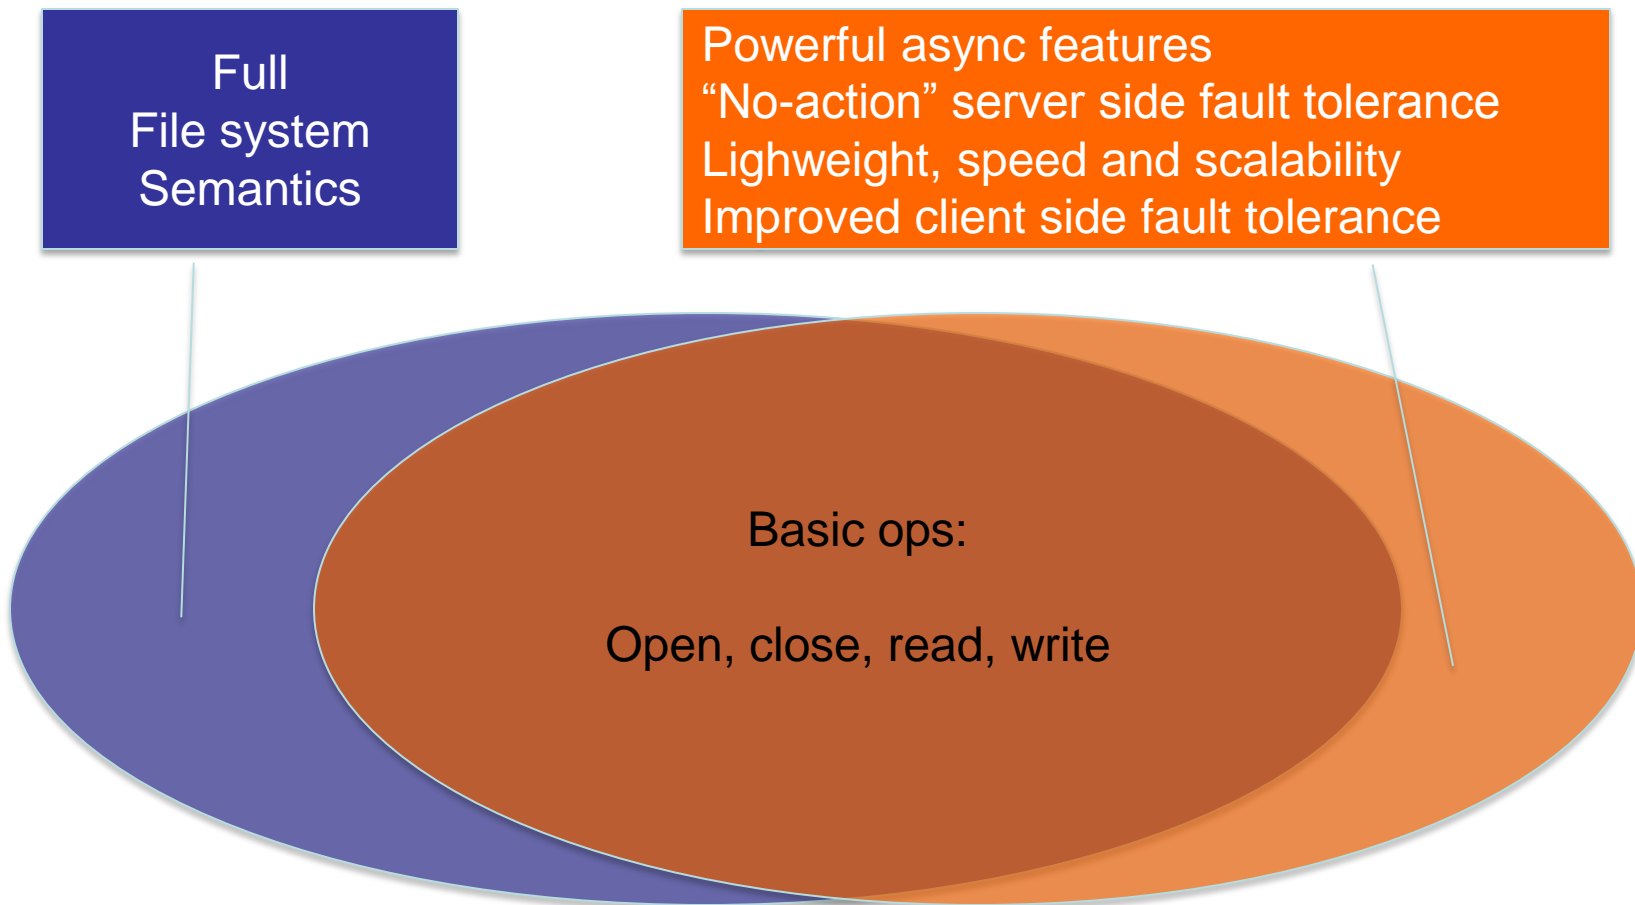 Full
File system
Semantics
Powerful async features
“No-action” server side fault tolerance
Lighweight, speed and scalability
Improved client side fault tolerance
Basic ops:
Open, close, read, write